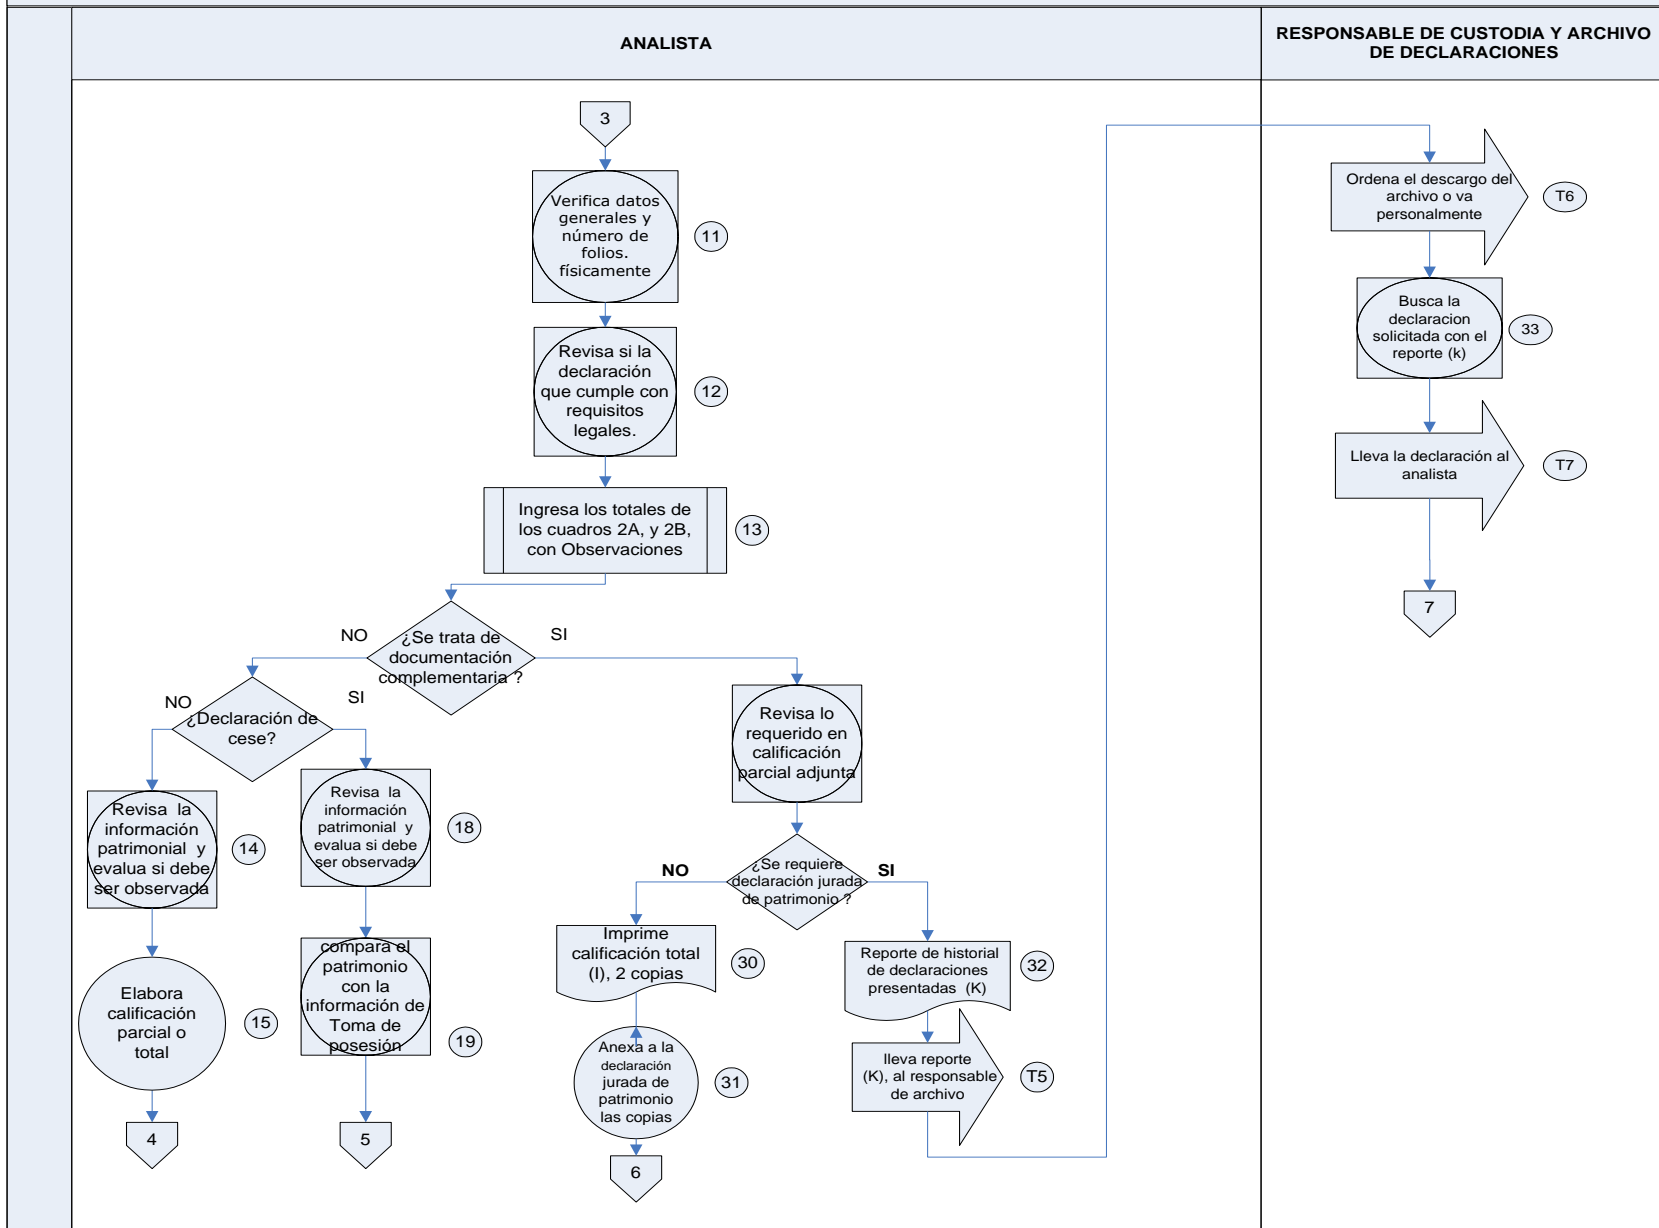 ANALISTA
RESPONSABLE DE CUSTODIA Y ARCHIVO
DE DECLARACIONES
3
Verifica datos
generales y
número de
folios.
físicamente
11
Revisa si la
declaración
que cumple con
requisitos
legales.
12
Ingresa los totales de
los cuadros 2A, y 2B,
con Observaciones
13
¿Se trata de
documentación
complementaria ?
NO
SI
¿Declaración de
cese?
NO
SI
Revisa la
información
patrimonial y
evalua si debe
ser observada
14
Elabora
calificación
parcial o
total
15
4
Revisa la
información
patrimonial y
evalua si debe
ser observada
18
compara el
patrimonio
con la
información de
Toma de
posesión
19
5
Revisa lo
requerido en
calificación
parcial adjunta
¿Se requiere
declaración jurada
de patrimonio ?
NO
SI
Imprime
calificación total
(I), 2 copias
30
Anexa a la
declaración
jurada de
patrimonio
las copias
31
6
Reporte de historial
de declaraciones
presentadas (K)
32
lleva reporte
(K), al responsable
de archivo
T5
Ordena el descargo del
archivo o va
personalmente
T6
Busca la
declaracion
solicitada con el
reporte (k)
33
Lleva la declaración al
analista
T7
7